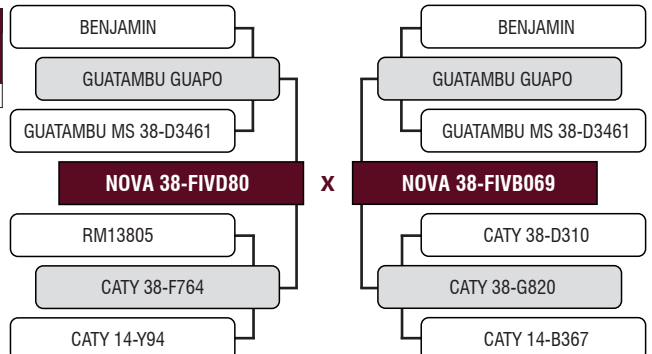 BENJAMIN
GUATAMBU GUAPO
GUATAMBU MS 38-D3461
NOVA 38-FIVD80
RM13805
CATY 38-F764
CATY 14-Y94
X
BENJAMIN
GUATAMBU GUAPO
GUATAMBU MS 38-D3461
NOVA 38-FIVB069
CATY 38-D310
CATY 38-G820
CATY 14-B367